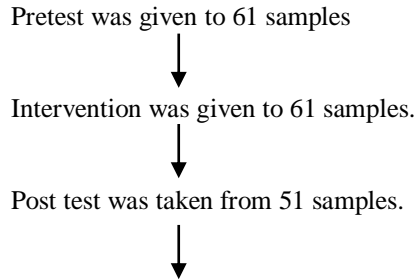 Pretest was given to 61 samples
Intervention was given to 61 samples.
Post test was taken from 51 samples.